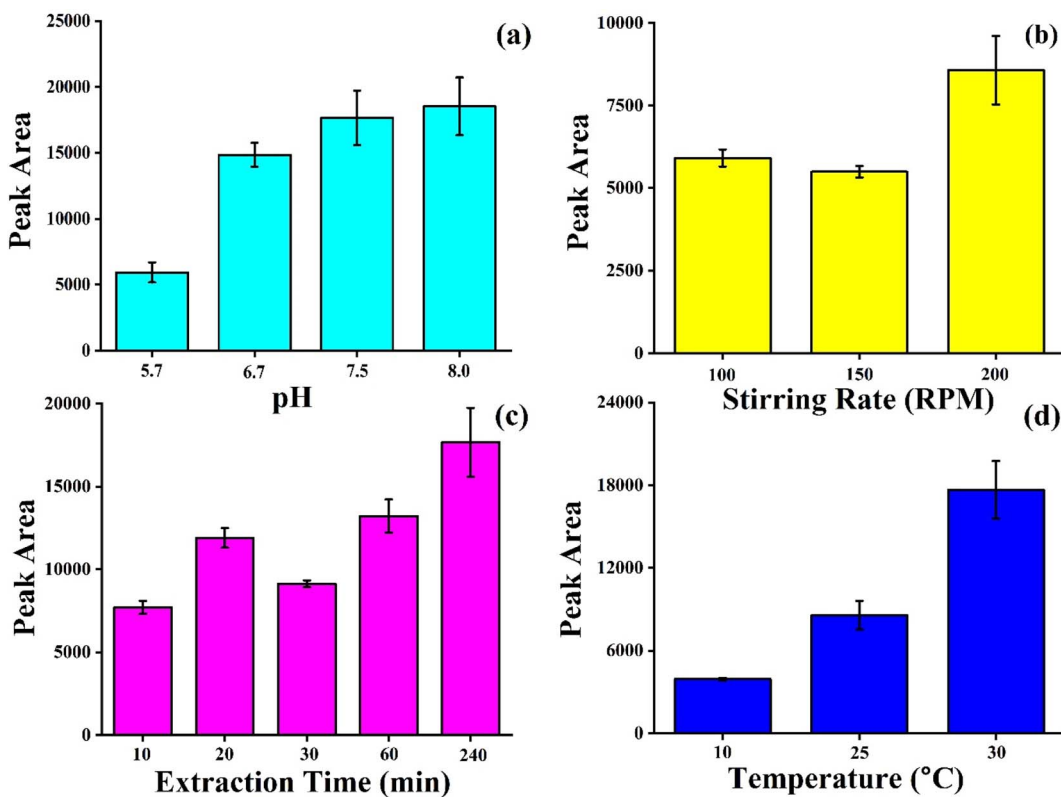 (a)
25000
20000
15000
10000
5000
0
Peak Area
5.7 6.7 7.5 8.0
pH
(b)
10000
7500
5000
2500
0
Peak Area
100 150 200
Stirring Rate (RPM)
(c)
20000
15000
10000
5000
0
Peak Area
10 20 30 60 240
Extraction Time (min)
(d)
24000
18000
12000
6000
0
Peak Area
10 25 30
Temperature (°C)